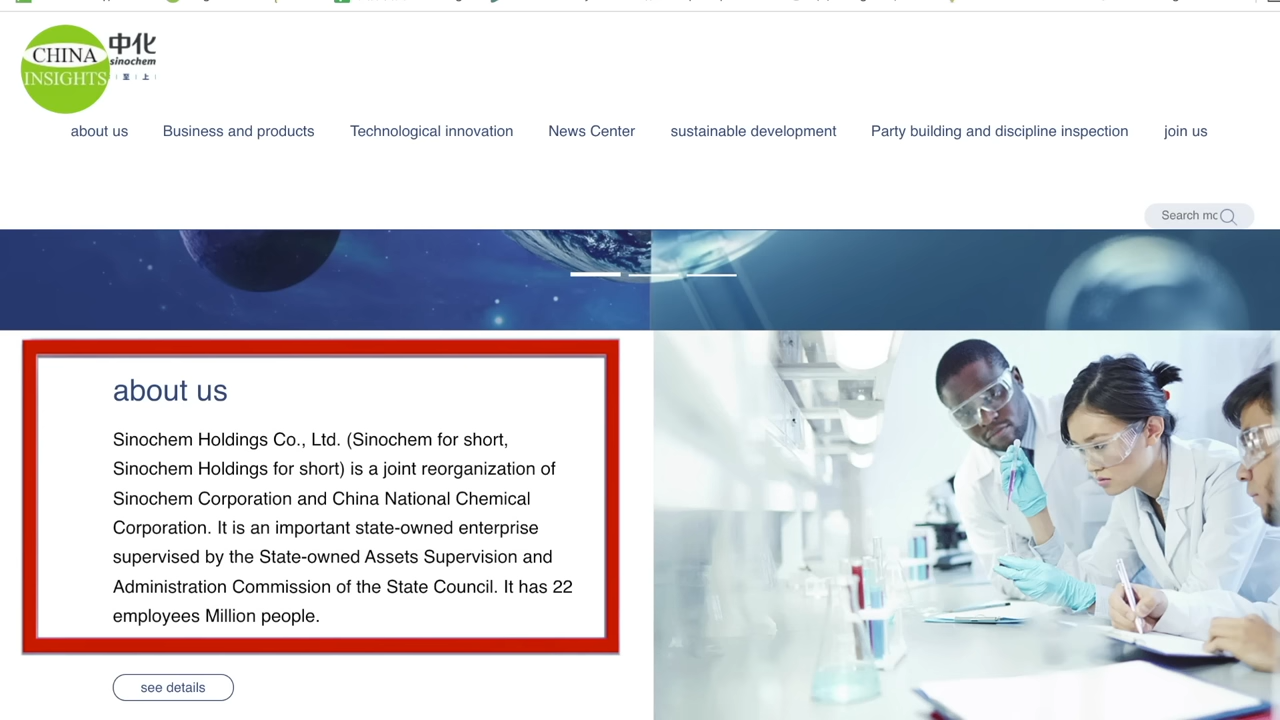 CHINA
INSIGHTS
中化
sinochem
至 上
about us
Business and products
Technological innovation
News Center
sustainable development
Party building and discipline inspection
join us
Search mc
about us
Sinochem Holdings Co., Ltd. (Sinochem for short,
Sinochem Holdings for short) is a joint reorganization of
Sinochem Corporation and China National Chemical
Corporation. It is an important state-owned enterprise
supervised by the State-owned Assets Supervision and
Administration Commission of the State Council. It has 22
employees Million people.
see details